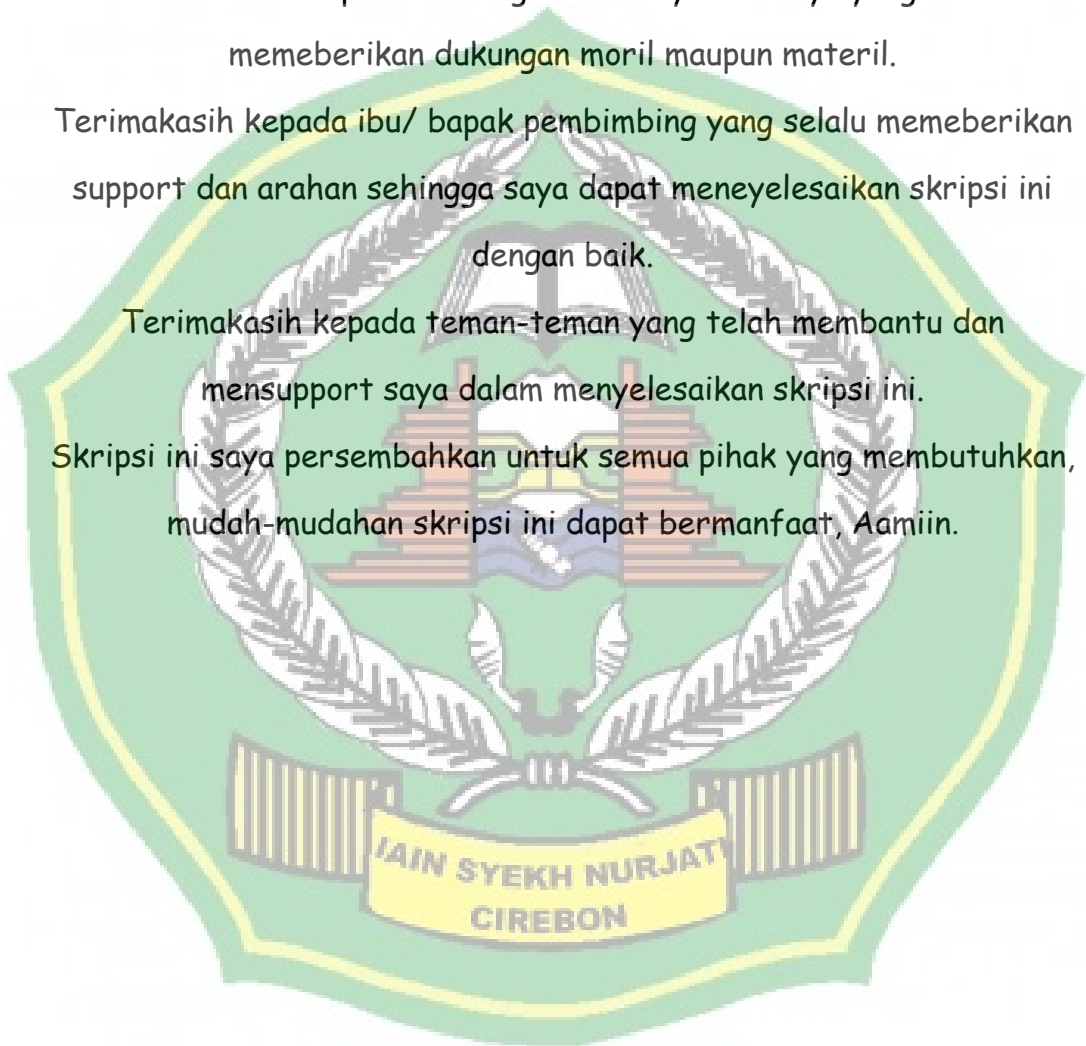 memeberikan dukungan moril maupun materil.
Terimakasih kepada ibu/ bapak pembimbing yang selalu memeberikan
support dan arahan sehingga saya dapat meneyelesaikan skripsi ini
dengan baik.
Terimakasih kepada teman-teman yang telah membantu dan
mensupport saya dalam menyelesaikan skripsi ini.
Skripsi ini saya persembahkan untuk semua pihak yang membutuhkan,
mudah-mudahan skripsi ini dapat bermanfaat, Aamiin.
IAIN SYEKH NURJATI
CIREBON